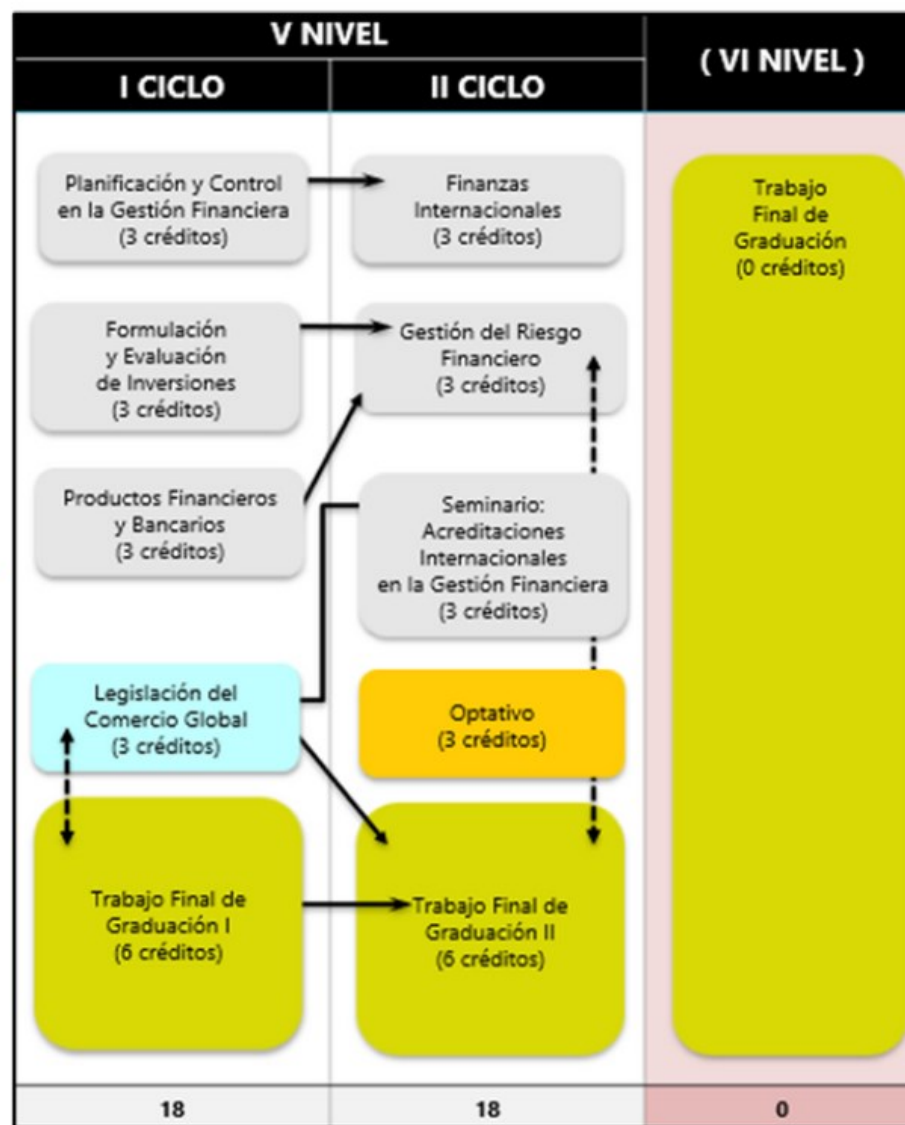 V NIVEL
( VI NIVEL )
I CICLO
II CICLO
Planificación y Control
en la Gestión Financiera
(3 créditos)
Formulación
y Evaluación
de Inversiones
(3 créditos)
Productos Financieros
y Bancarios
(3 créditos)
Legislación del
Comercio Global
(3 créditos)
Trabajo Final de
Graduación I
(6 créditos)
Finanzas
Internacionales
(3 créditos)
Gestión del Riesgo
Financiero
(3 créditos)
Seminario:
Acreditaciones
Internacionales
en la Gestión Financiera
(3 créditos)
Optativo
(3 créditos)
Trabajo Final de
Graduación II
(6 créditos)
Trabajo
Final de
Graduación
(0 créditos)
18
18
0